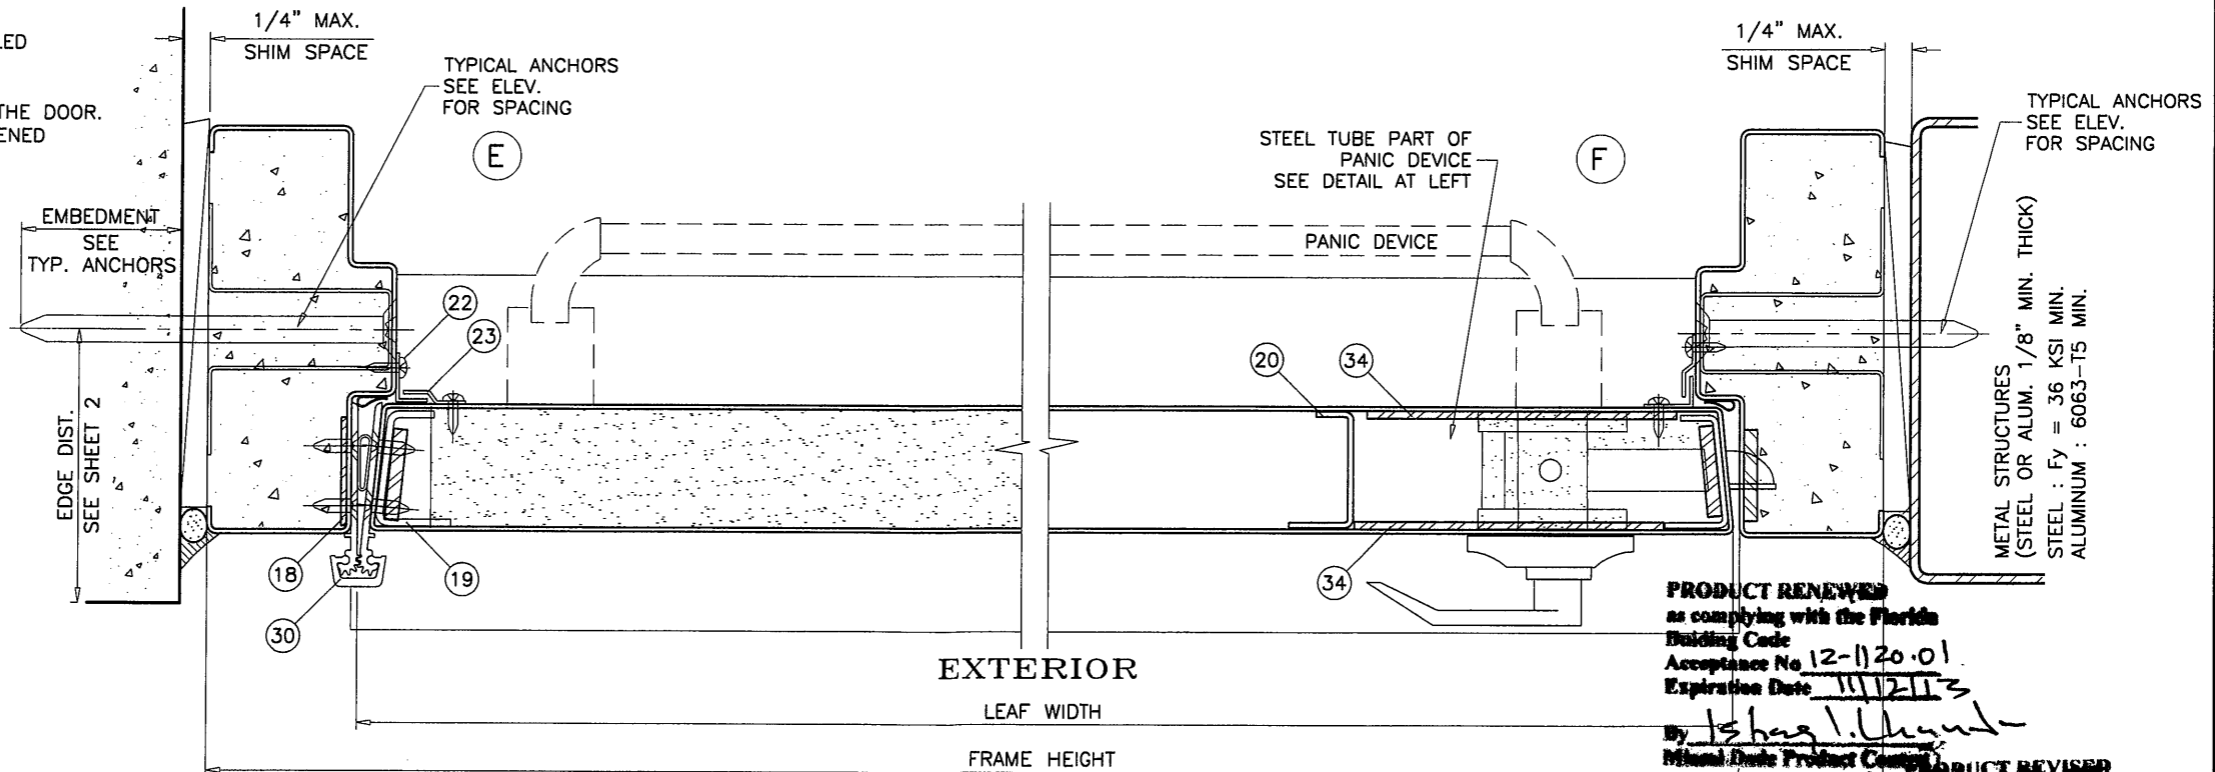 LED
THE DOOR.
ENED
1/4" MAX.
SHIM SPACE
TYPICAL ANCHORS
SEE ELEV.
FOR SPACING
E
EMBEDMENT
SEE
TYP. ANCHORS
EDGE DIST.
SEE SHEET 2
22
23
18
19
30
STEEL TUBE PART OF
PANIC DEVICE
SEE DETAIL AT LEFT
F
PANIC DEVICE
20
34
34
1/4" MAX.
SHIM SPACE
TYPICAL ANCHORS
SEE ELEV.
FOR SPACING
METAL STRUCTURES
(STEEL OR ALUM. 1/8" MIN. THICK)
STEEL : Fy = 36 KSI MIN.
ALUMINUM : 6063-T5 MIN.
EXTERIOR
LEAF WIDTH
FRAME HEIGHT
PRODUCT RENEWED
as complying with the Florida
Building Code
Acceptance No 12-1120.01
Expiration Date 11/12/13
By
Miami Dade Product Control
PRODUCT REVISED